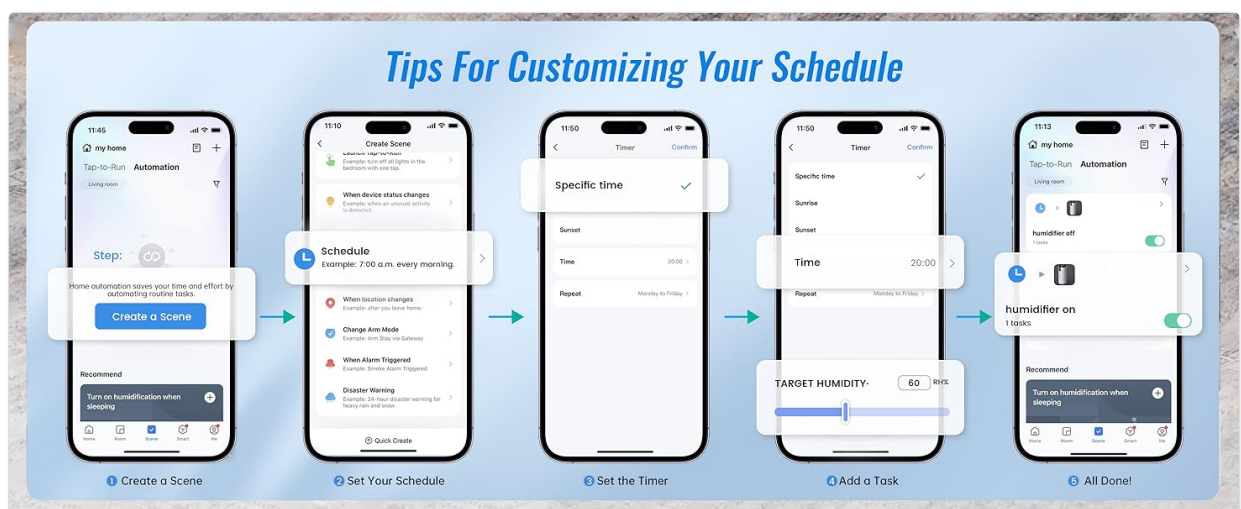 Tips For Customizing Your Schedule
11:45
my home
Tap-to-Run Automation
Living room
Step:
Home automation saves your time and effort by
automating routine tasks.
Create a Scene
Recommend
Turn on humidification when
sleeping
Home Room Scene Smart Me
1 Create a Scene
11:10
Create Scene
Launch Tap-to-Run
Example: turn off all lights in the
bedroom with one tap.
When device status changes
Example: when an unusual activity
is detected
Schedule
Example: 7:00 a.m. every morning.
When location changes
Example: after you leave home.
Change Arm Mode
Example: Arm Stay via Gateway
When Alarm Triggered
Example: Smoke Alarm Triggered
Disaster Warning
Example: 24-hour disaster warning for
heavy rain and snow
Quick Create
2 Set Your Schedule
11:50
Timer Confirm
Specific time
Sunset
Time 20:00
Repeat Monday to Friday
3 Set the Timer
11:50
Timer Confirm
Specific time
Sunrise
Sunset
Time 20:00
Repeat Monday to Friday
TARGET HUMIDITY· 60 RH%
4 Add a Task
11:13
my home
Tap-to-Run Automation
Living room
humidifier off
1 tasks
humidifier on
1 tasks
Recommend
Turn on humidification when
sleeping
Home Room Scene Smart Me
5 All Done!